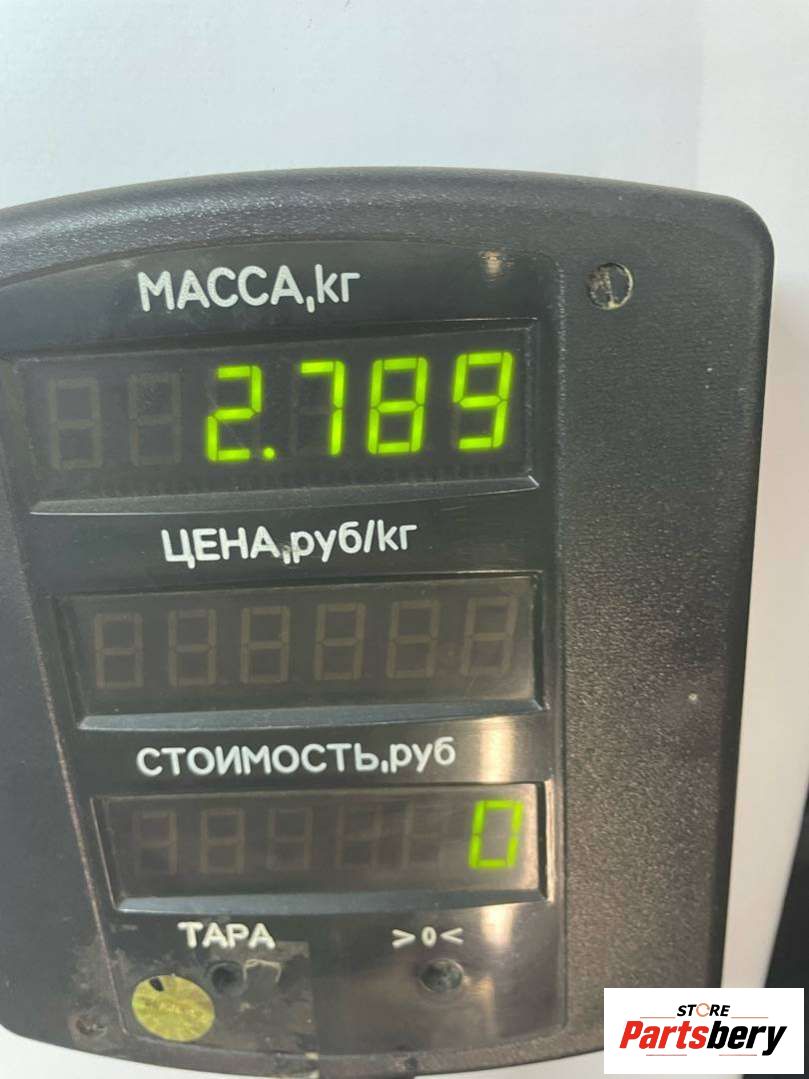 МАССА,кг
2.789
ЦЕНА,руб/кг
СТОИМОСТЬ,руб
0
ТАРА >0<
STORE
Partsbery